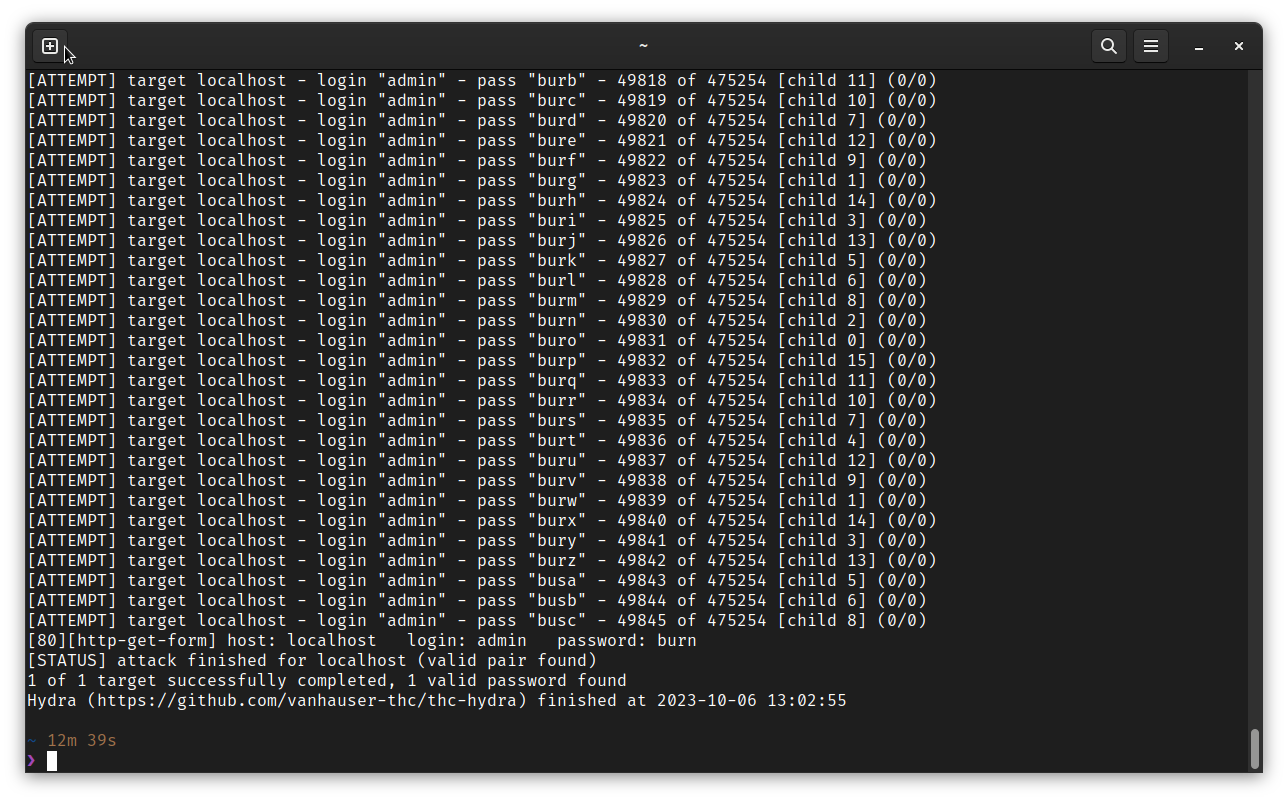 ~
[ATTEMPT] target localhost - login "admin" - pass "burb" - 49818 of 475254 [child 11] (0/0)
[ATTEMPT] target localhost - login "admin" - pass "burc" - 49819 of 475254 [child 10] (0/0)
[ATTEMPT] target localhost - login "admin" - pass "burd" - 49820 of 475254 [child 7] (0/0)
[ATTEMPT] target localhost - login "admin" - pass "bure" - 49821 of 475254 [child 12] (0/0)
[ATTEMPT] target localhost - login "admin" - pass "burf" - 49822 of 475254 [child 9] (0/0)
[ATTEMPT] target localhost - login "admin" - pass "burg" - 49823 of 475254 [child 1] (0/0)
[ATTEMPT] target localhost - login "admin" - pass "burh" - 49824 of 475254 [child 14] (0/0)
[ATTEMPT] target localhost - login "admin" - pass "buri" - 49825 of 475254 [child 3] (0/0)
[ATTEMPT] target localhost - login "admin" - pass "burj" - 49826 of 475254 [child 13] (0/0)
[ATTEMPT] target localhost - login "admin" - pass "burk" - 49827 of 475254 [child 5] (0/0)
[ATTEMPT] target localhost - login "admin" - pass "burl" - 49828 of 475254 [child 6] (0/0)
[ATTEMPT] target localhost - login "admin" - pass "burm" - 49829 of 475254 [child 8] (0/0)
[ATTEMPT] target localhost - login "admin" - pass "burn" - 49830 of 475254 [child 2] (0/0)
[ATTEMPT] target localhost - login "admin" - pass "buro" - 49831 of 475254 [child 0] (0/0)
[ATTEMPT] target localhost - login "admin" - pass "burp" - 49832 of 475254 [child 15] (0/0)
[ATTEMPT] target localhost - login "admin" - pass "burq" - 49833 of 475254 [child 11] (0/0)
[ATTEMPT] target localhost - login "admin" - pass "burr" - 49834 of 475254 [child 10] (0/0)
[ATTEMPT] target localhost - login "admin" - pass "burs" - 49835 of 475254 [child 7] (0/0)
[ATTEMPT] target localhost - login "admin" - pass "burt" - 49836 of 475254 [child 4] (0/0)
[ATTEMPT] target localhost - login "admin" - pass "buru" - 49837 of 475254 [child 12] (0/0)
[ATTEMPT] target localhost - login "admin" - pass "burv" - 49838 of 475254 [child 9] (0/0)
[ATTEMPT] target localhost - login "admin" - pass "burw" - 49839 of 475254 [child 1] (0/0)
[ATTEMPT] target localhost - login "admin" - pass "burx" - 49840 of 475254 [child 14] (0/0)
[ATTEMPT] target localhost - login "admin" - pass "bury" - 49841 of 475254 [child 3] (0/0)
[ATTEMPT] target localhost - login "admin" - pass "burz" - 49842 of 475254 [child 13] (0/0)
[ATTEMPT] target localhost - login "admin" - pass "busa" - 49843 of 475254 [child 5] (0/0)
[ATTEMPT] target localhost - login "admin" - pass "busb" - 49844 of 475254 [child 6] (0/0)
[ATTEMPT] target localhost - login "admin" - pass "busc" - 49845 of 475254 [child 8] (0/0)
[80][http-get-form] host: localhost   login: admin   password: burn
[STATUS] attack finished for localhost (valid pair found)
1 of 1 target successfully completed, 1 valid password found
Hydra (https://github.com/vanhauser-thc/thc-hydra) finished at 2023-10-06 13:02:55
~ 12m 39s
❯